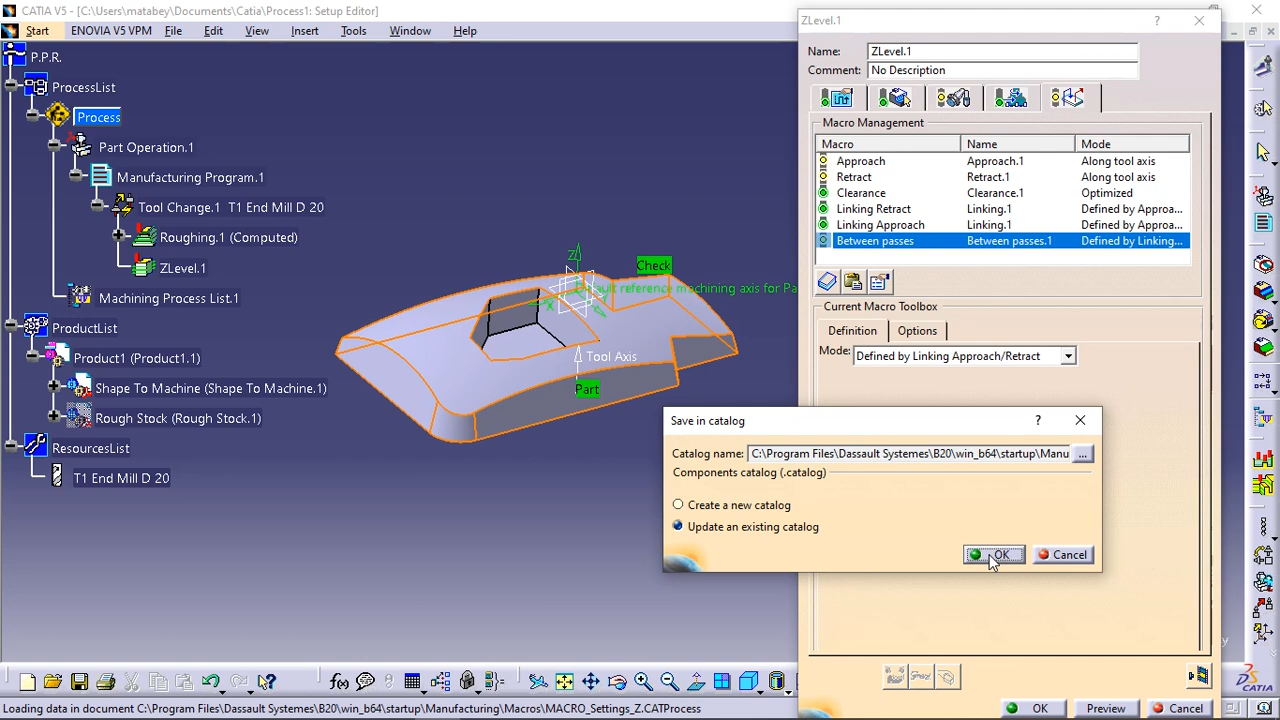 CATIA V5 - [C:\Users\matabey\Documents\Catia\Process1: Setup Editor]
Start ENOVIA V5 VPM File Edit View Insert Tools Window Help
P.P.R.
ProcessList
Process
Part Operation.1
Manufacturing Program.1
Tool Change.1 T1 End Mill D 20
Roughing.1 (Computed)
ZLevel.1
Machining Process List.1
ProductList
Product1 (Product1.1)
Shape To Machine (Shape To Machine.1)
Rough Stock (Rough Stock.1)
ResourcesList
T1 End Mill D 20
Z
Check
Default reference machining axis for Pa
X
Tool Axis
Part
ZLevel.1
Name: ZLevel.1
Comment: No Description
Macro Management
Macro Name Mode
Approach Approach.1 Along tool axis
Retract Retract.1 Along tool axis
Clearance Clearance.1 Optimized
Linking Retract Linking.1 Defined by Approa...
Linking Approach Linking.1 Defined by Approa...
Between passes Between passes.1 Defined by Linking...
Current Macro Toolbox
Definition Options
Mode: Defined by Linking Approach/Retract
Save in catalog
Catalog name: C:\Program Files\Dassault Systemes\B20\win_b64\startup\Manu ...
Components catalog (.catalog)
Create a new catalog
Update an existing catalog
OK Cancel
OK Preview Cancel
Loading data in document C:\Program Files\Dassault Systemes\B20\win_b64\startup\Manufacturing\Macros\MACRO_Settings_Z.CATProcess
CATIA